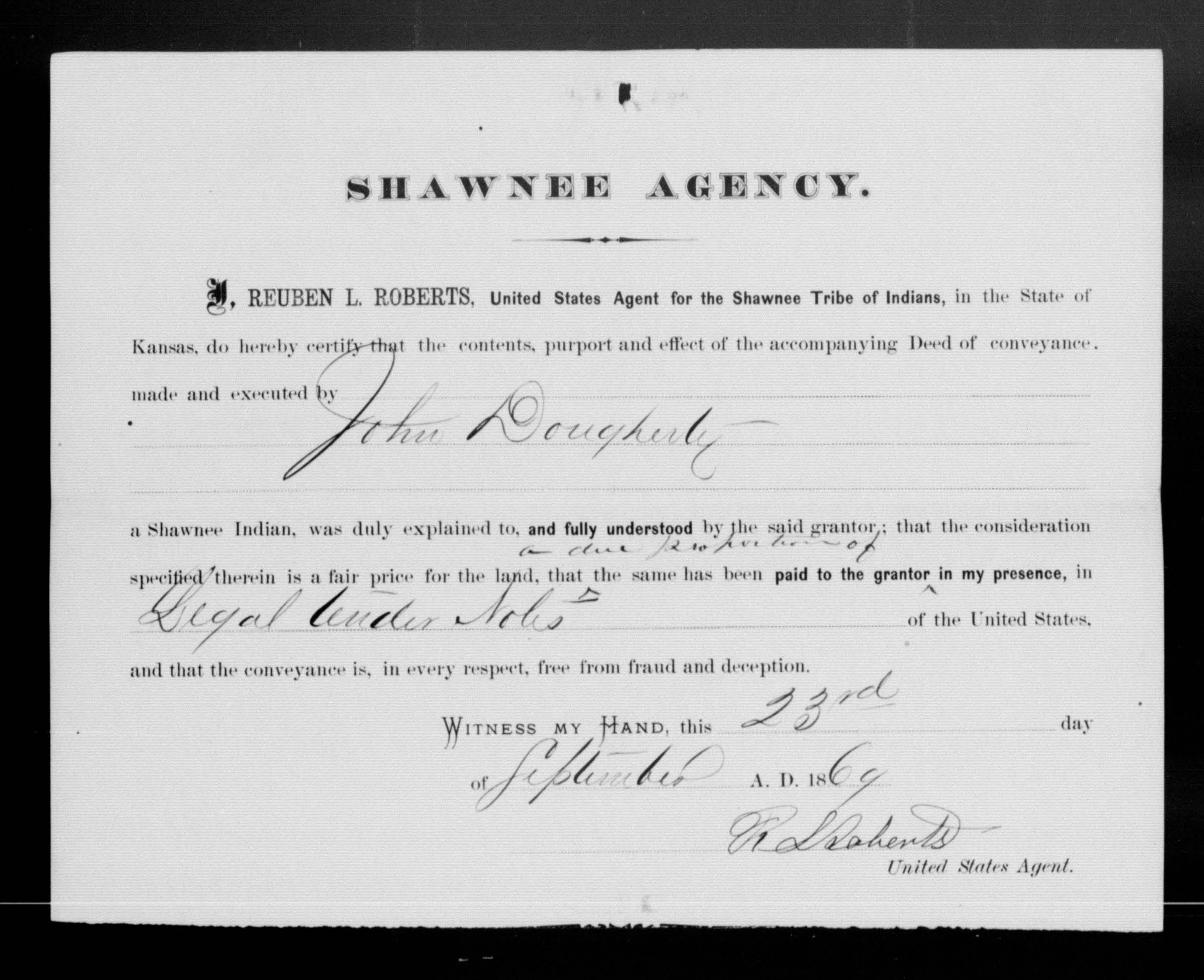 SHAWNEE AGENCY.
I, REUBEN L. ROBERTS, United States Agent for the Shawnee Tribe of Indians, in the State of
Kansas, do hereby certify that the contents, purport and effect of the accompanying Deed of conveyance.
made and executed by
John Dougherty
a Shawnee Indian, was duly explained to, and fully understood by the said grantor,; that the consideration
a due proportion of
specified therein is a fair price for the land, that the same has been paid to the grantor ^ in my presence, in
Legal tender Notes of the United States,
and that the conveyance is, in every respect, free from fraud and deception.
WITNESS MY HAND, this 23rd day
of September A. D. 1869
R L Roberts
United States Agent.